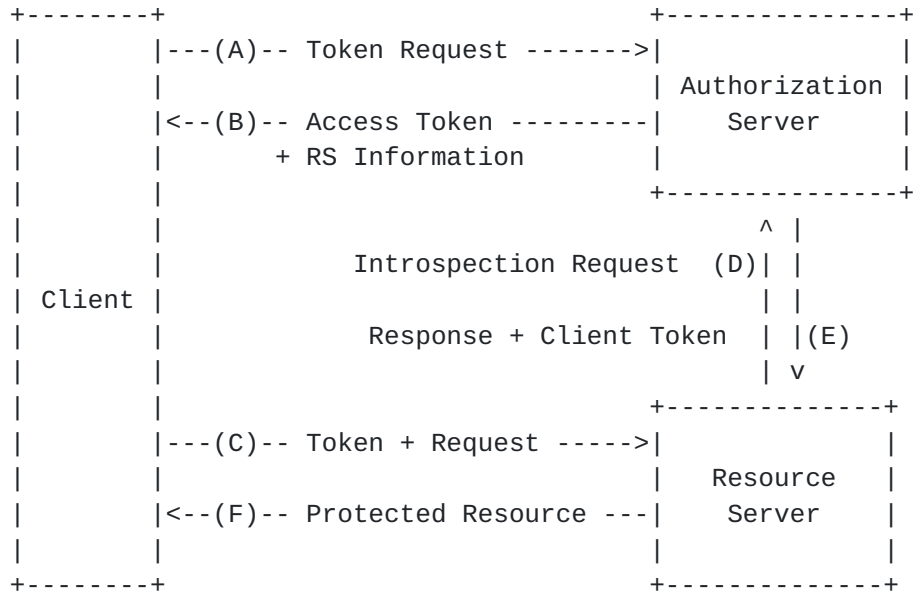 +--------+                               +---------------+
|        |---(A)-- Token Request ------->|               |
|        |                               | Authorization |
|        |<--(B)-- Access Token ---------|    Server     |
|        |       + RS Information        |               |
|        |                               +---------------+
|        |                                      ^ |
|        |            Introspection Request  (D)| |
| Client |                                      | |
|        |             Response + Client Token  | |(E)
|        |                                      | v
|        |                               +--------------+
|        |---(C)-- Token + Request ----->|              |
|        |                               |   Resource   |
|        |<--(F)-- Protected Resource ---|    Server    |
|        |                               |              |
+--------+                               +--------------+